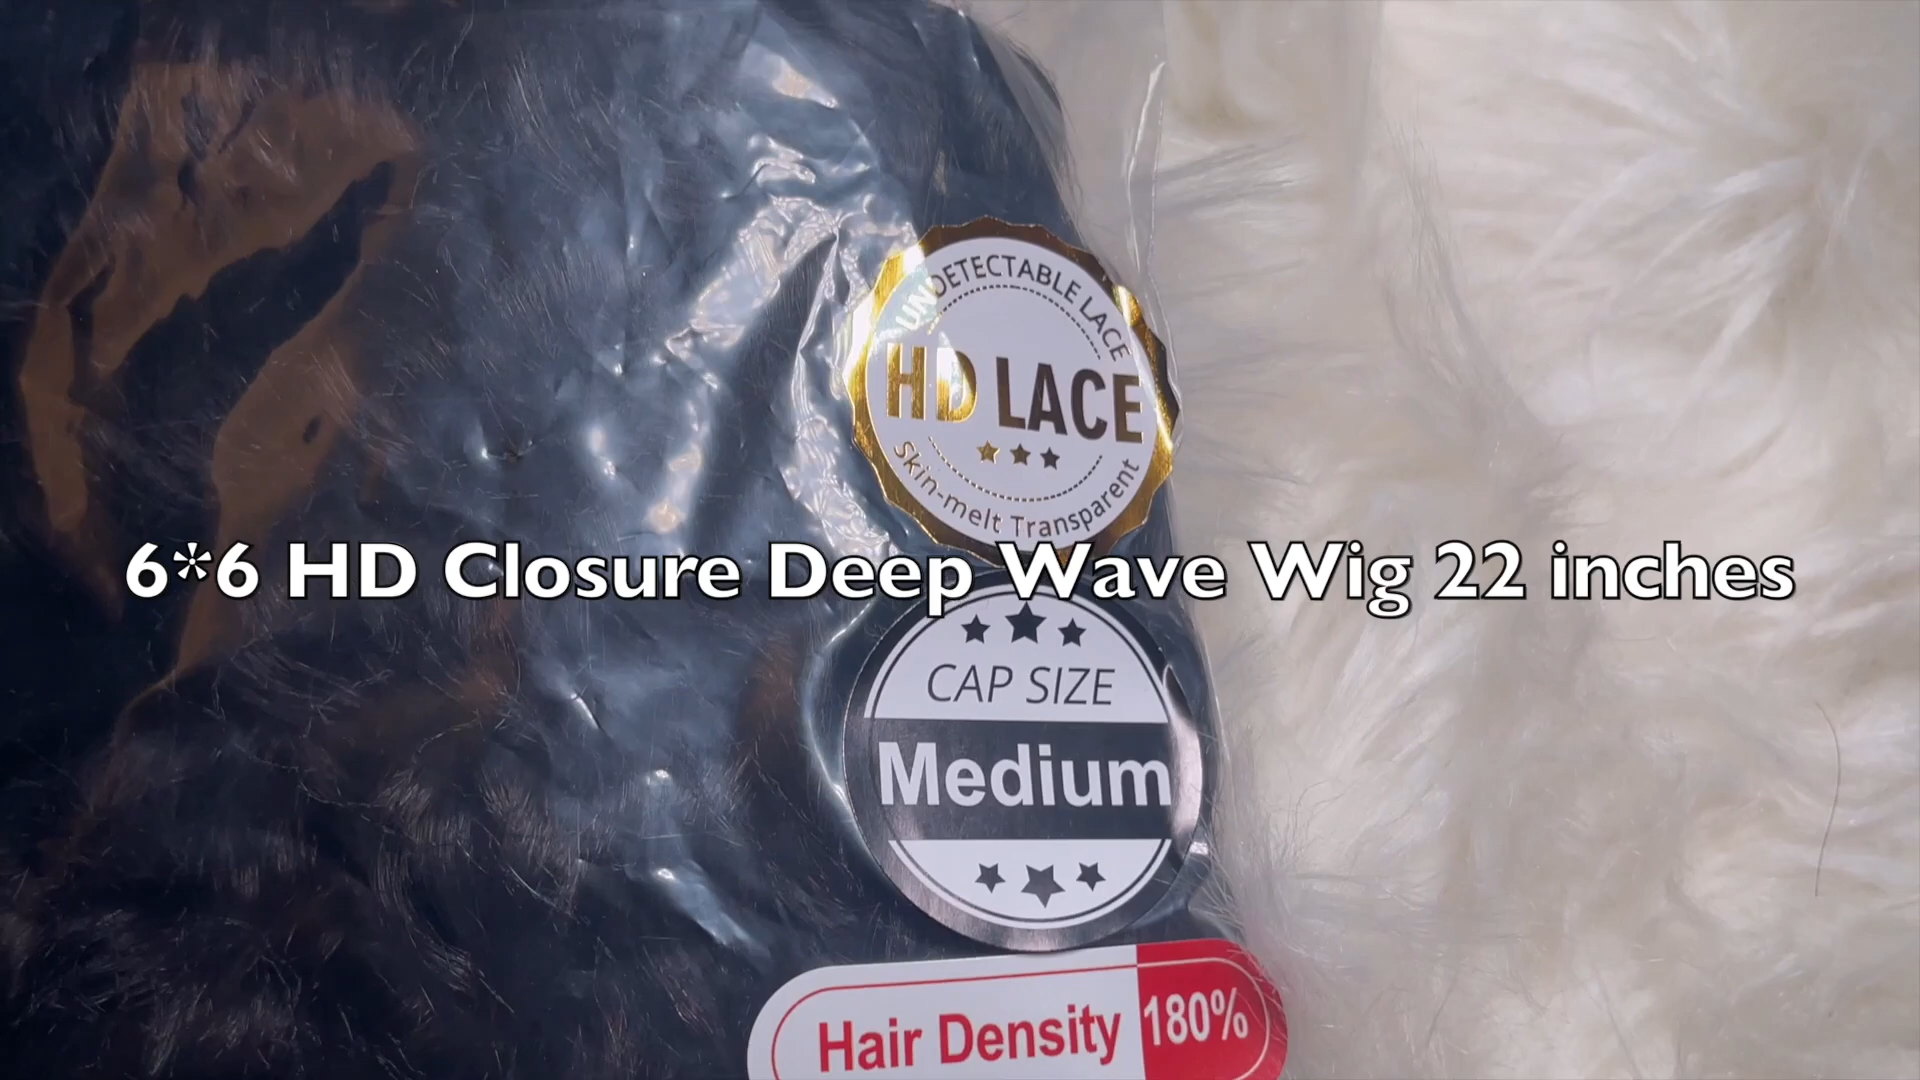 UNDETECTABLE LACE
HD LACE
Skin-melt Transparent
6*6 HD Closure Deep Wave Wig 22 inches
CAP SIZE
Medium
Hair Density 180%